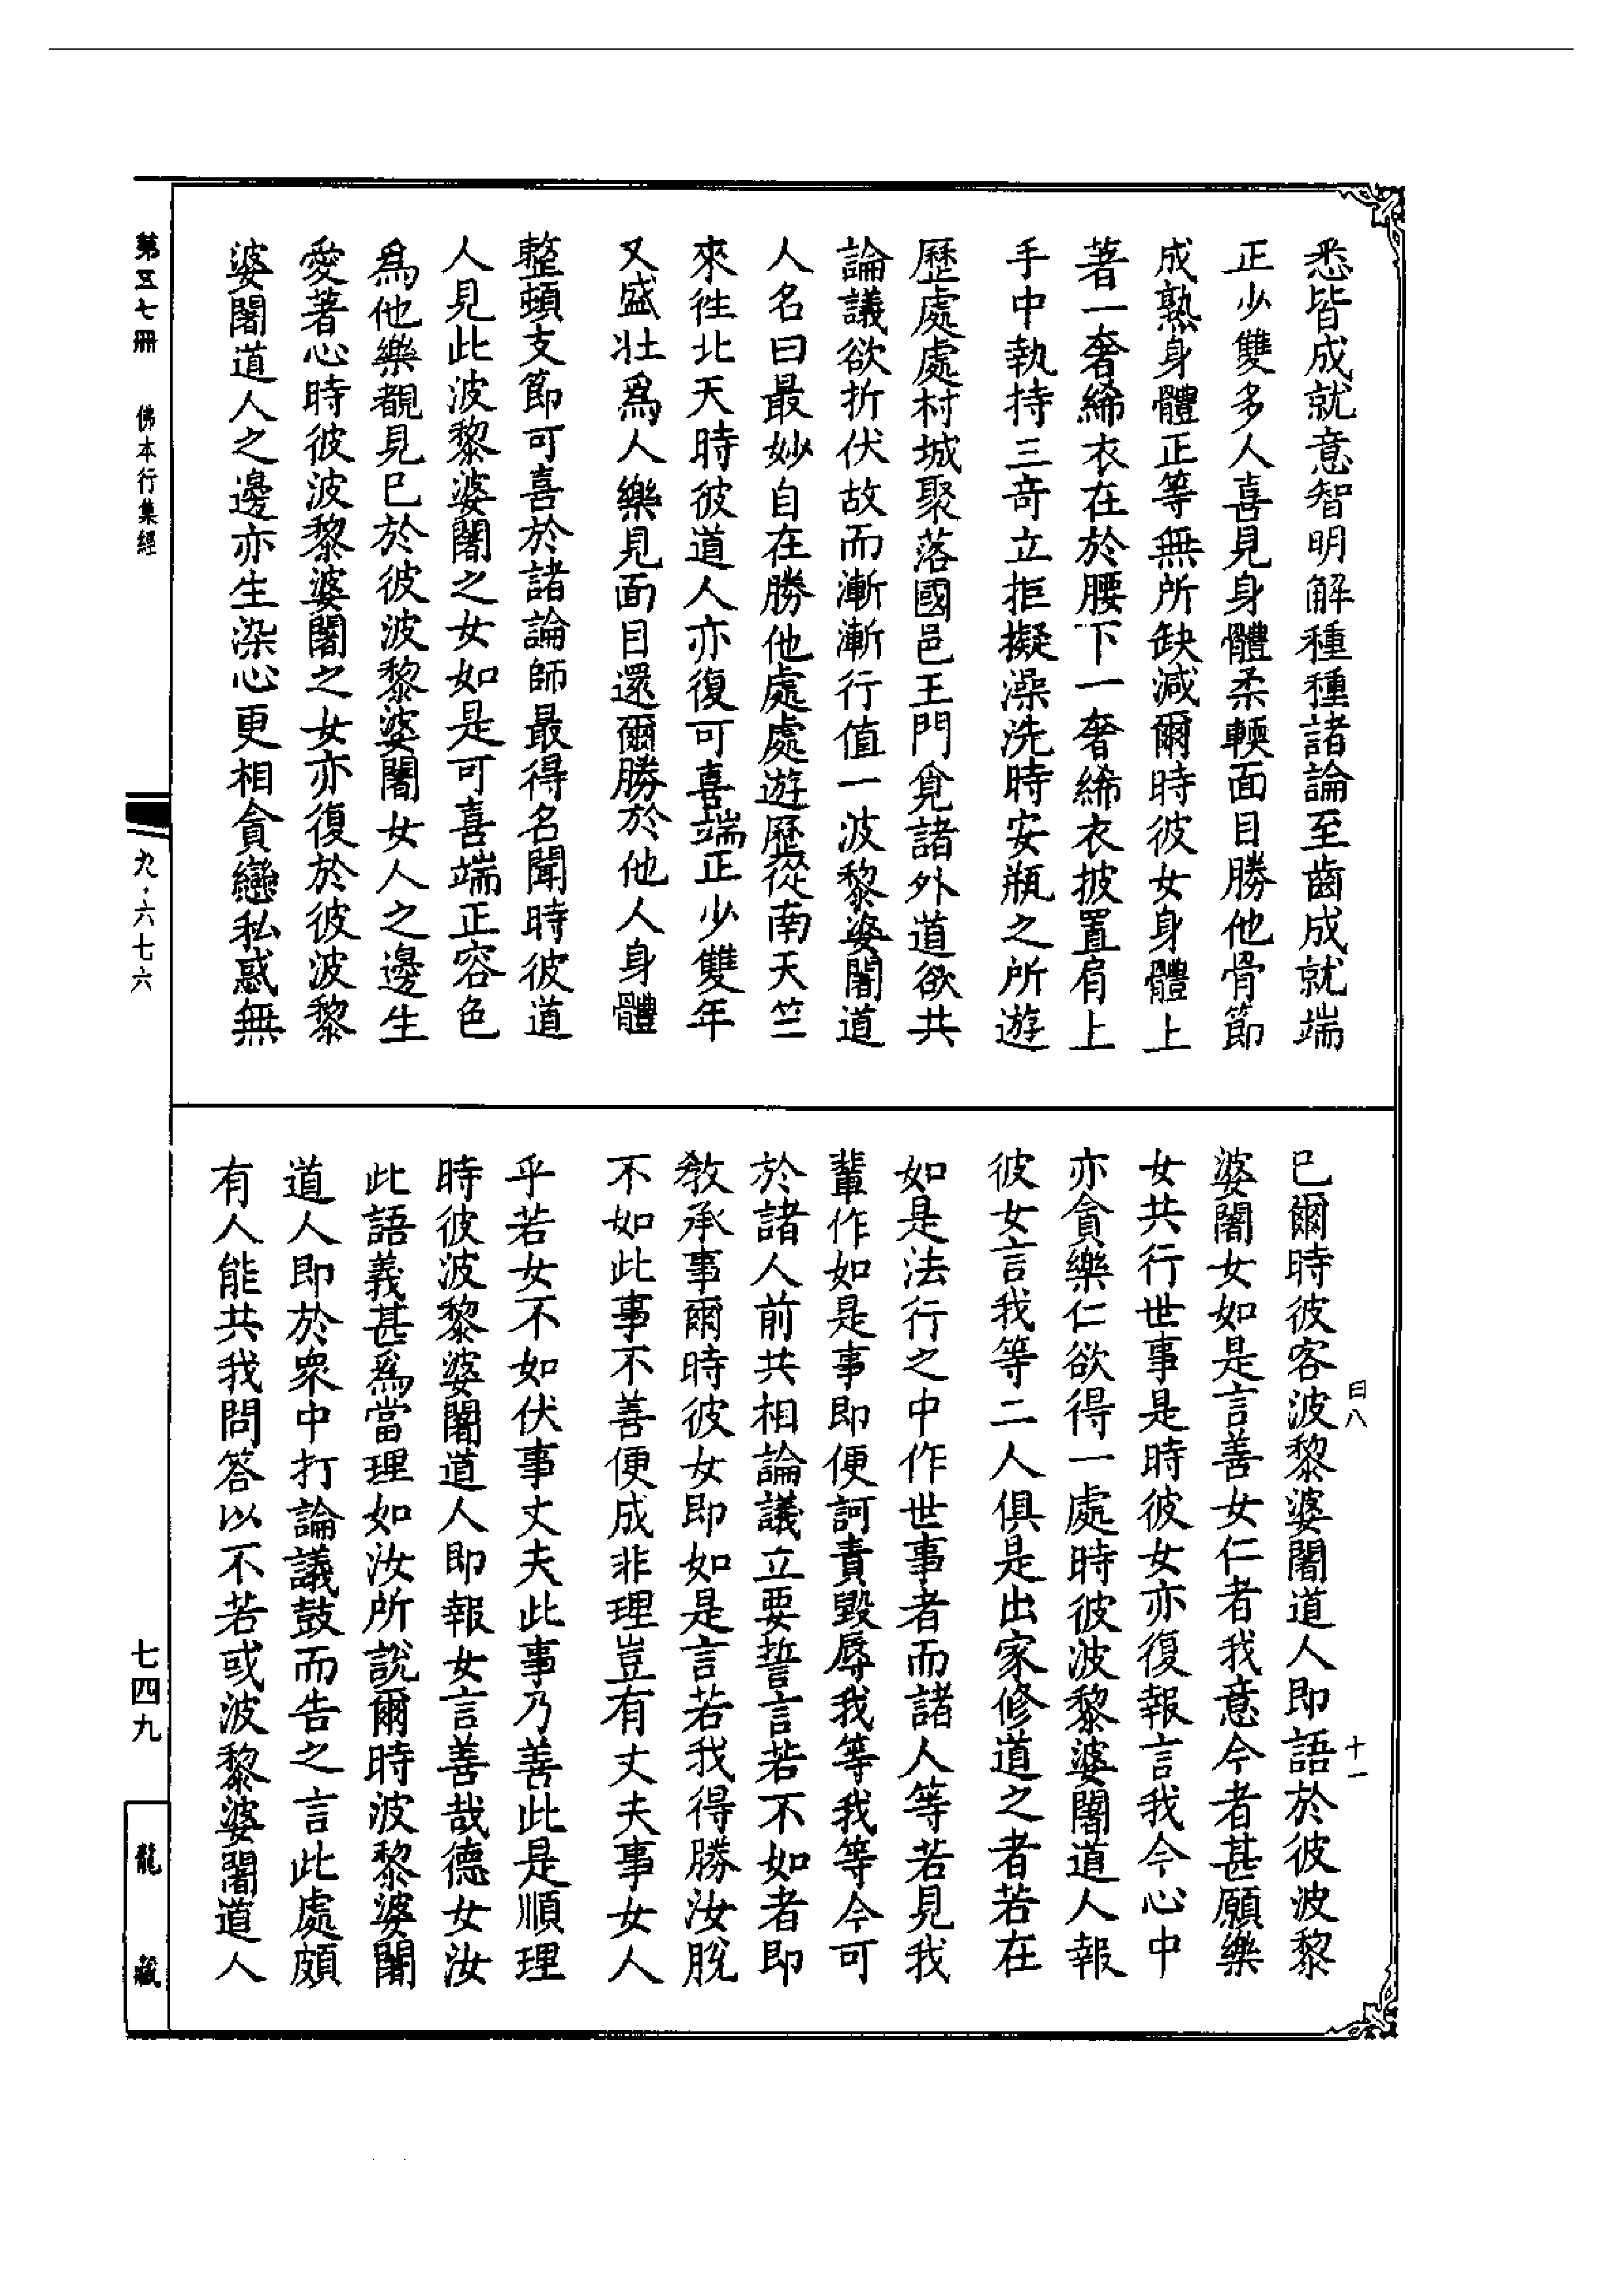 悉皆成就意智明解種種諸論至齒成就端
正少雙多人喜見身體柔輭面目勝他骨節
成熟身體正等無所缺減爾時彼女身體上
著一奢絺衣在於腰下一奢絺衣披置肩上
手中執持三奇立拒擬澡洗時安瓶之所遊
歷處處村城聚落國邑王門覓諸外道欲共
論議欲折伏故而漸漸行值一波黎婆闍道
人名曰最妙自在勝他處處遊歷從南天竺
來徃北天時彼道人亦復可喜端正少雙年
又盛壯爲人樂見面目還爾勝於他人身體
整頓支節可喜於諸論師最得名聞時彼道
人見此波黎婆闍之女如是可喜端正容色
爲他樂觀見已於彼波黎婆闍女人之邊生
愛著心時彼波黎婆闍之女亦復於彼波黎
婆闍道人之邊亦生染心更相貪戀私惑無
已爾時彼客波黎婆闍道人即語於彼波黎
婆闍女如是言善女仁者我意今者甚願樂
女共行世事是時彼女亦復報言我今心中
亦貪樂仁欲得一處時彼波黎婆闍道人報
彼女言我等二人俱是出家修道之者若在
如是法行之中作世事者而諸人等若見我
輩作如是事即便訶責毀辱我等我等今可
於諸人前共相論議立要誓言若不如者即
教承事爾時彼女即如是言若我得勝汝脫
不如此事不善便成非理豈有丈夫事女人
乎若女不如伏事丈夫此事乃善此是順理
時彼波黎婆闍道人即報女言善哉德女汝
此語義甚爲當理如汝所說爾時波黎婆闍
道人即於衆中打論議鼓而告之言此處頗
有人能共我問答以不若或波黎婆闍道人
曰八
十一
第五七冊
佛本行集經
九·六七六
七四九
龍藏